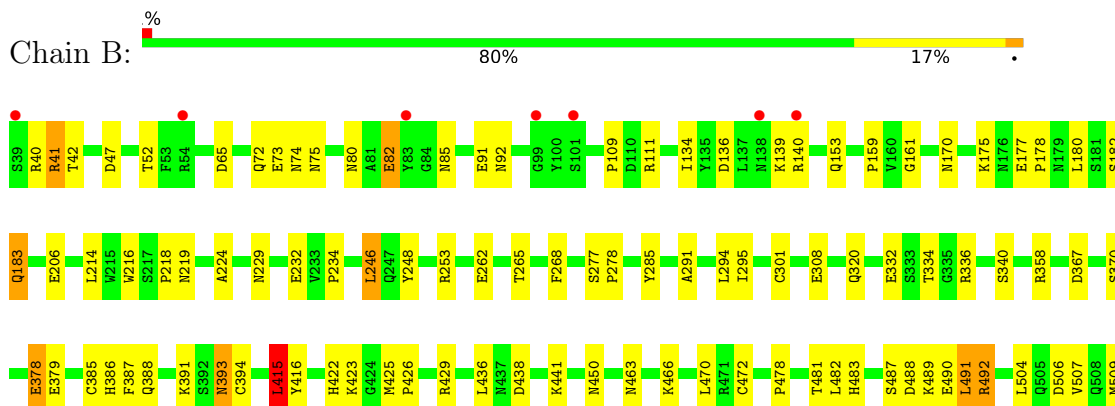 %
Chain B:
80% 17% •
S39 R40 R41 T42 D47 T52 F53 R54 D65 Q72 E73 N74 N75 N80 A81 E82 Y83 G84 N85 E91 N92 G99 Y100 S101 P109 D110 R111 I134 Y135 D136 L137 N138 K139 R140 Q153 P159 V160 G161 N170 K175 N176 E177 P178 N179 L180 S181 S182
Q183 E206 L214 W215 W216 S217 P218 N219 A224 N229 E232 V233 P234 L246 Q247 Y248 R253 E262 T265 F268 S277 P278 Y285 A291 L294 I295 C301 E308 Q320 E332 S333 T334 G335 R336 S340 R358 D367 S370
E378 E379 C385 H386 F387 Q388 K391 S392 N393 C394 L415 Y416 H422 K423 G424 M425 P426 R429 L436 N437 D438 K441 N450 N463 K466 L470 R471 C472 P478 T481 L482 H483 S487 D488 K489 E490 L491 R492 L504 Q505 D506 V507 Q508